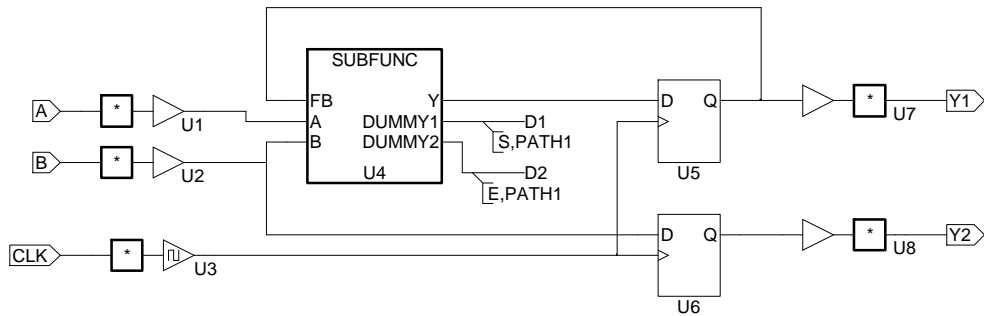 SUBFUNC
FB Y D Q
A * U1 A DUMMY1 D1 * U7 Y1
DUMMY2 S,PATH1
B * U2 B D2 U5
U4 E,PATH1
D Q * U8 Y2
CLK * U3
U6